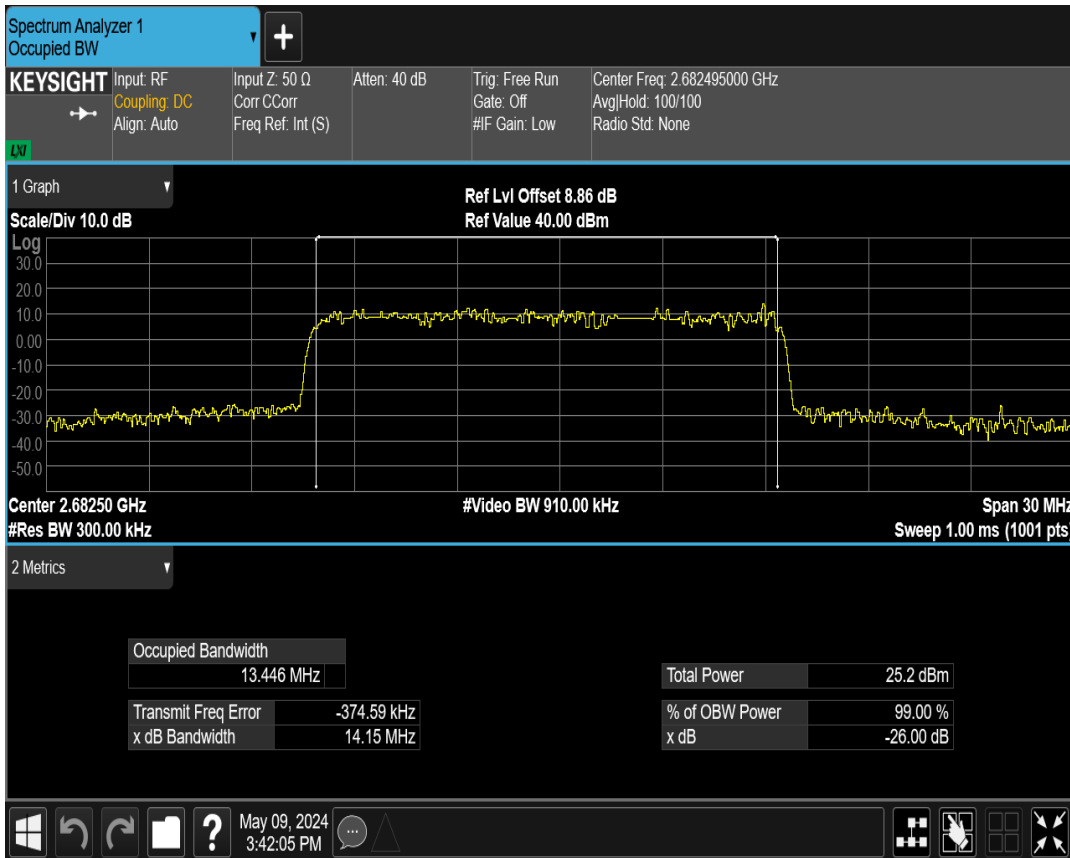 Spectrum Analyzer 1
Occupied BW
+
KEYSIGHT
LXI
Input: RF
Coupling: DC
Align: Auto
Input Z: 50 Ω
Corr CCorr
Freq Ref: Int (S)
Atten: 40 dB
Trig: Free Run
Gate: Off
#IF Gain: Low
Center Freq: 2.682495000 GHz
Avg|Hold: 100/100
Radio Std: None
1 Graph
Scale/Div 10.0 dB
Ref Lvl Offset 8.86 dB
Ref Value 40.00 dBm
Log
30.0
20.0
10.0
0.00
-10.0
-20.0
-30.0
-40.0
-50.0
Center 2.68250 GHz
#Video BW 910.00 kHz
Span 30 MHz
#Res BW 300.00 kHz
Sweep 1.00 ms (1001 pts)
2 Metrics
Occupied Bandwidth
13.446 MHz
Total Power 25.2 dBm
Transmit Freq Error -374.59 kHz
% of OBW Power 99.00 %
x dB Bandwidth 14.15 MHz
x dB -26.00 dB
?
May 09, 2024
3:42:05 PM